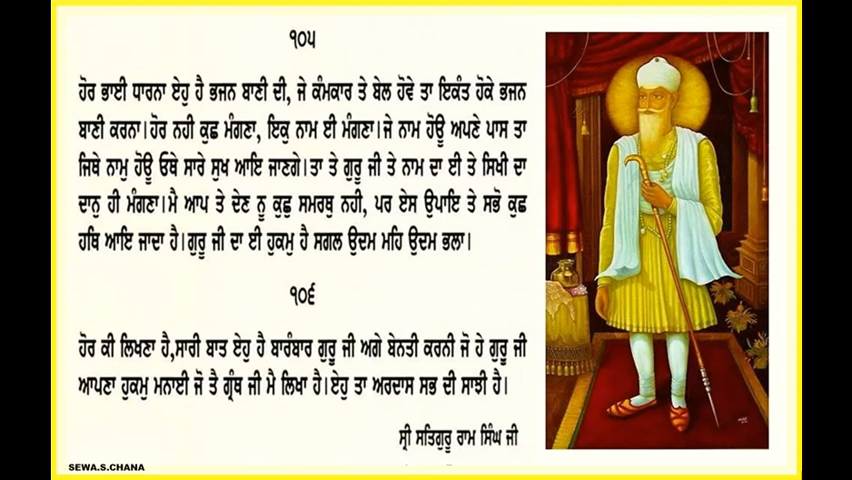 ੧੦੫
ਹੋਰ ਭਾਈ ਧਾਰਨਾ ਏਹੁ ਹੈ ਭਜਨ ਬਾਣੀ ਦੀ, ਜੇ ਕੰਮਕਾਰ ਤੇ ਬੇਲ ਹੋਵੇ ਤਾ ਇਕੰਤ ਹੋਕੇ ਭਜਨ
ਬਾਣੀ ਕਰਨਾ।ਹੋਰ ਨਹੀ ਕੁਛ ਮੰਗਣਾ, ਇਕੁ ਨਾਮ ਈ ਮੰਗਣਾ।ਜੇ ਨਾਮ ਹੋਊ ਅਪਣੇ ਪਾਸ ਤਾ
ਜਿਥੇ ਨਾਮੁ ਹੋਊ ਓਥੇ ਸਾਰੇ ਸੁਖ ਆਇ ਜਾਣਗੇ।ਤਾ ਤੇ ਗੁਰੂ ਜੀ ਤੇ ਨਾਮ ਦਾ ਈ ਤੇ ਸਿਖੀ ਦਾ
ਦਾਨੁ ਹੀ ਮੰਗਣਾ।ਮੈ ਆਪ ਤੇ ਦੇਣ ਨੂ ਕੁਛੁ ਸਮਰਥੁ ਨਹੀ, ਪਰ ਏਸ ਉਪਾਇ ਤੇ ਸਭੋ ਕੁਛ
ਹਥਿ ਆਇ ਜਾਦਾ ਹੈ।ਗੁਰੂ ਜੀ ਦਾ ਈ ਹੁਕਮੁ ਹੈ ਸਗਲ ਉਦਮ ਮਹਿ ਉਦਮ ਭਲਾ।
੧੦੬
ਹੋਰ ਕੀ ਲਿਖਣਾ ਹੈ,ਸਾਰੀ ਬਾਤ ਏਹੁ ਹੈ ਬਾਰੰਬਾਰ ਗੁਰੂ ਜੀ ਅਗੇ ਬੇਨਤੀ ਕਰਨੀ ਜੋ ਹੇ ਗੁਰੂ ਜੀ
ਆਪਣਾ ਹੁਕਮੁ ਮਨਾਈ ਜੋ ਤੈ ਗ੍ਰੰਥ ਜੀ ਮੈ ਲਿਖਾ ਹੈ।ਏਹੁ ਤਾ ਅਰਦਾਸ ਸਭ ਦੀ ਸਾਝੀ ਹੈ।
ਸ੍ਰੀ ਸਤਿਗੁਰੂ ਰਾਮ ਸਿੰਘ ਜੀ
SEWA.S.CHANA